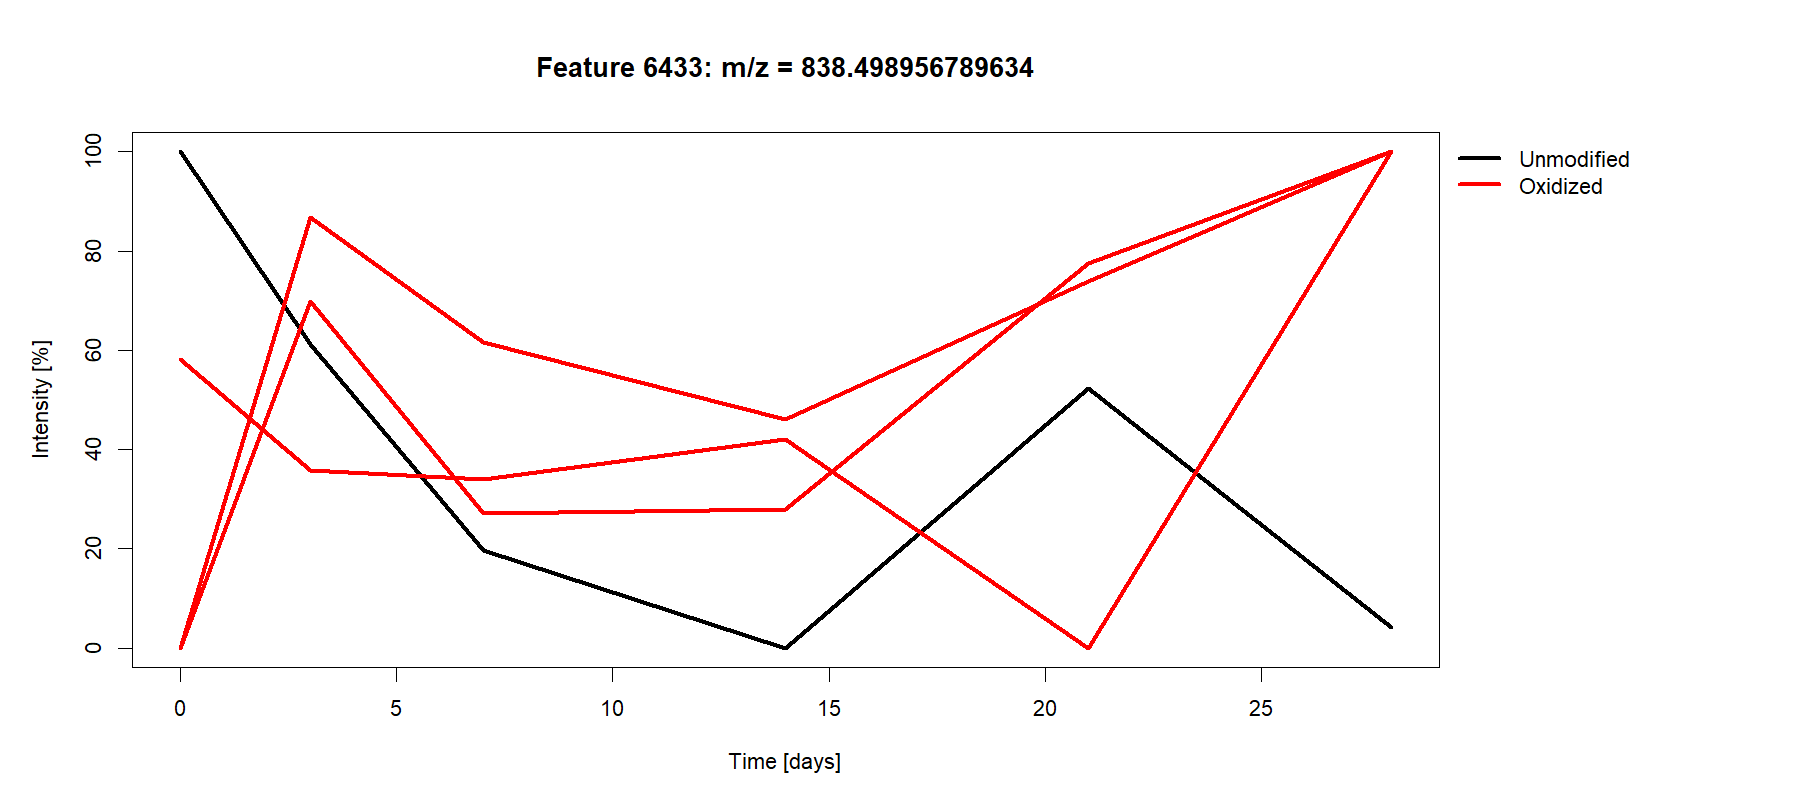 Feature 6433: m/z = 838.498956789634
Unmodified
Oxidized
100
80
60
40
20
0
Intensity [%]
0 5 10 15 20 25
Time [days]